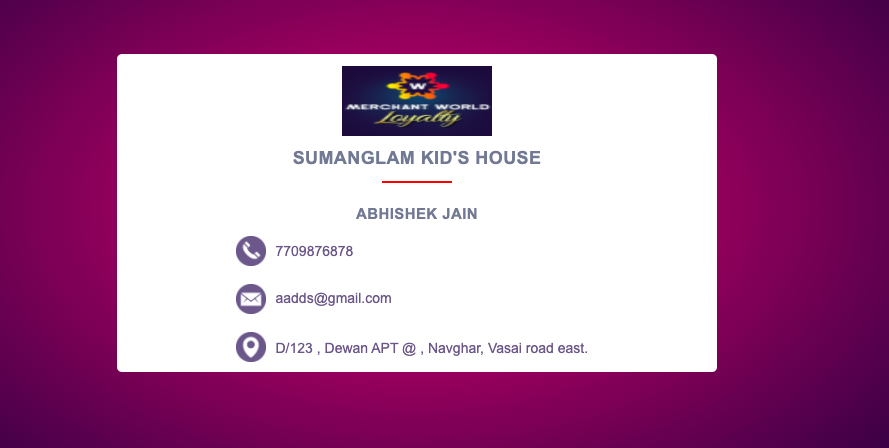 W
MERCHANT WORLD
Loyalty
SUMANGLAM KID'S HOUSE
ABHISHEK JAIN
7709876878
aadds@gmail.com
D/123 , Dewan APT @ , Navghar, Vasai road east.